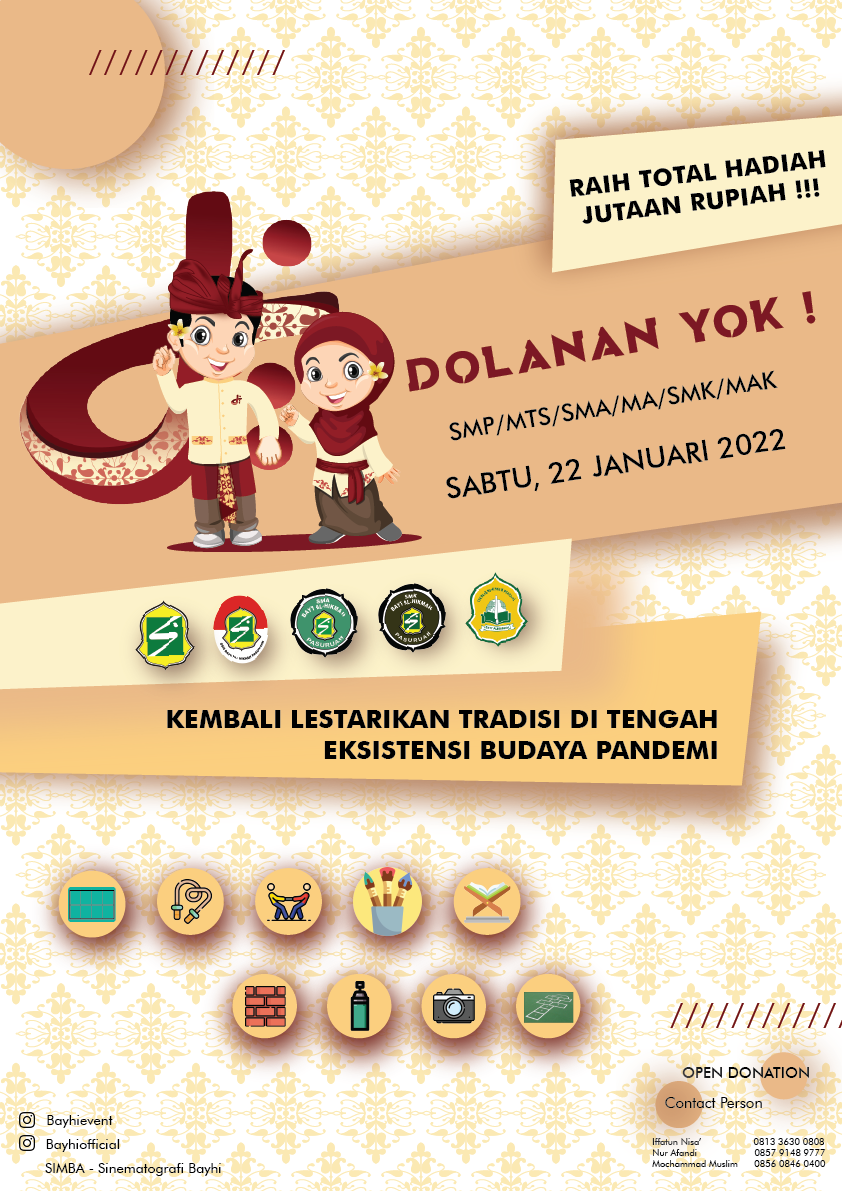 RAIH TOTAL HADIAH
JUTAAN RUPIAH !!!
DOLANAN YOK !
SMP/MTS/SMA/MA/SMK/MAK
SABTU, 22 JANUARI 2022
SMA
BAYT AL-HIKMAH
PASURUAN
SMK
BAYT AL-HIKMAH
PASURUAN
KEMBALI LESTARIKAN TRADISI DI TENGAH
EKSISTENSI BUDAYA PANDEMI
OPEN DONATION
Contact Person
Iffatun Nisa' 0813 3630 0808
Nur Afandi 0857 9148 9777
Mochammad Muslim 0856 0846 0400
Bayhievent
Bayhiofficial
SIMBA - Sinematografi Bayhi